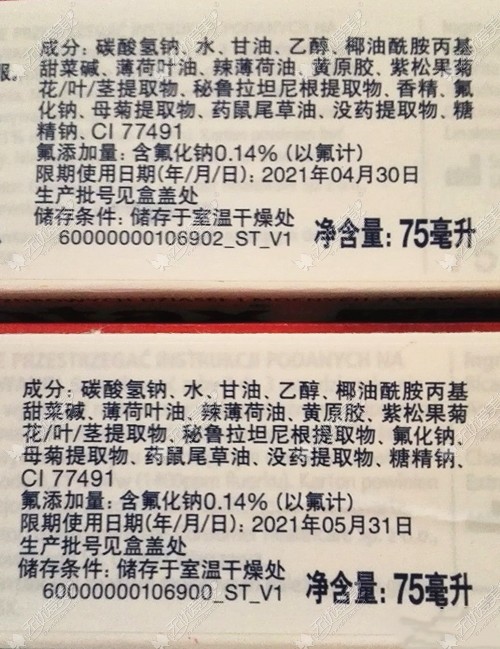 成分: 碳酸氢钠、水、甘油、乙醇、椰油酰胺丙基
甜菜碱、薄荷叶油、辣薄荷油、黄原胶、紫松果菊
花/叶/茎提取物、秘鲁拉坦尼根提取物、香精、氟
化钠、母菊提取物、药鼠尾草油、没药提取物、糖
精钠、CI 77491
氟添加量: 含氟化钠0.14% (以氟计)
限期使用日期(年/月/日): 2021年04月30日
生产批号见盒盖处
储存条件: 储存于室温干燥处
60000000106902_ST_V1 净含量: 75毫升
PRZESTRZEGAĆ INSTRUKCJI PODANYCH NA
成分: 碳酸氢钠、水、甘油、乙醇、椰油酰胺丙基
甜菜碱、薄荷叶油、辣薄荷油、黄原胶、紫松果菊
花/叶/茎提取物、秘鲁拉坦尼根提取物、氟化钠、
母菊提取物、药鼠尾草油、没药提取物、糖精钠、
CI 77491
氟添加量: 含氟化钠0.14% (以氟计)
限期使用日期(年/月/日): 2021年05月31日
生产批号见盒盖处
储存条件: 储存于室温干燥处
60000000106900_ST_V1 净含量: 75毫升